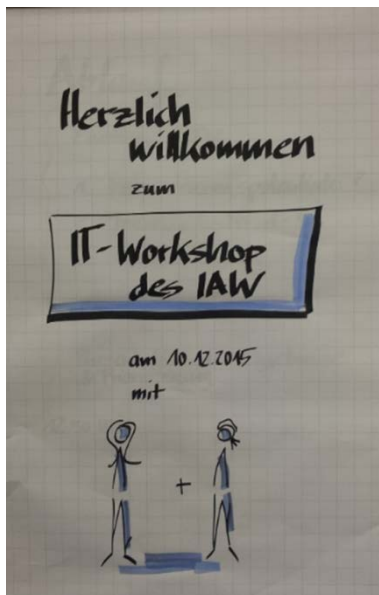 Herzlich
willkommen
zum
IT-Workshop
des IAW
am 10.12.2015
mit
+